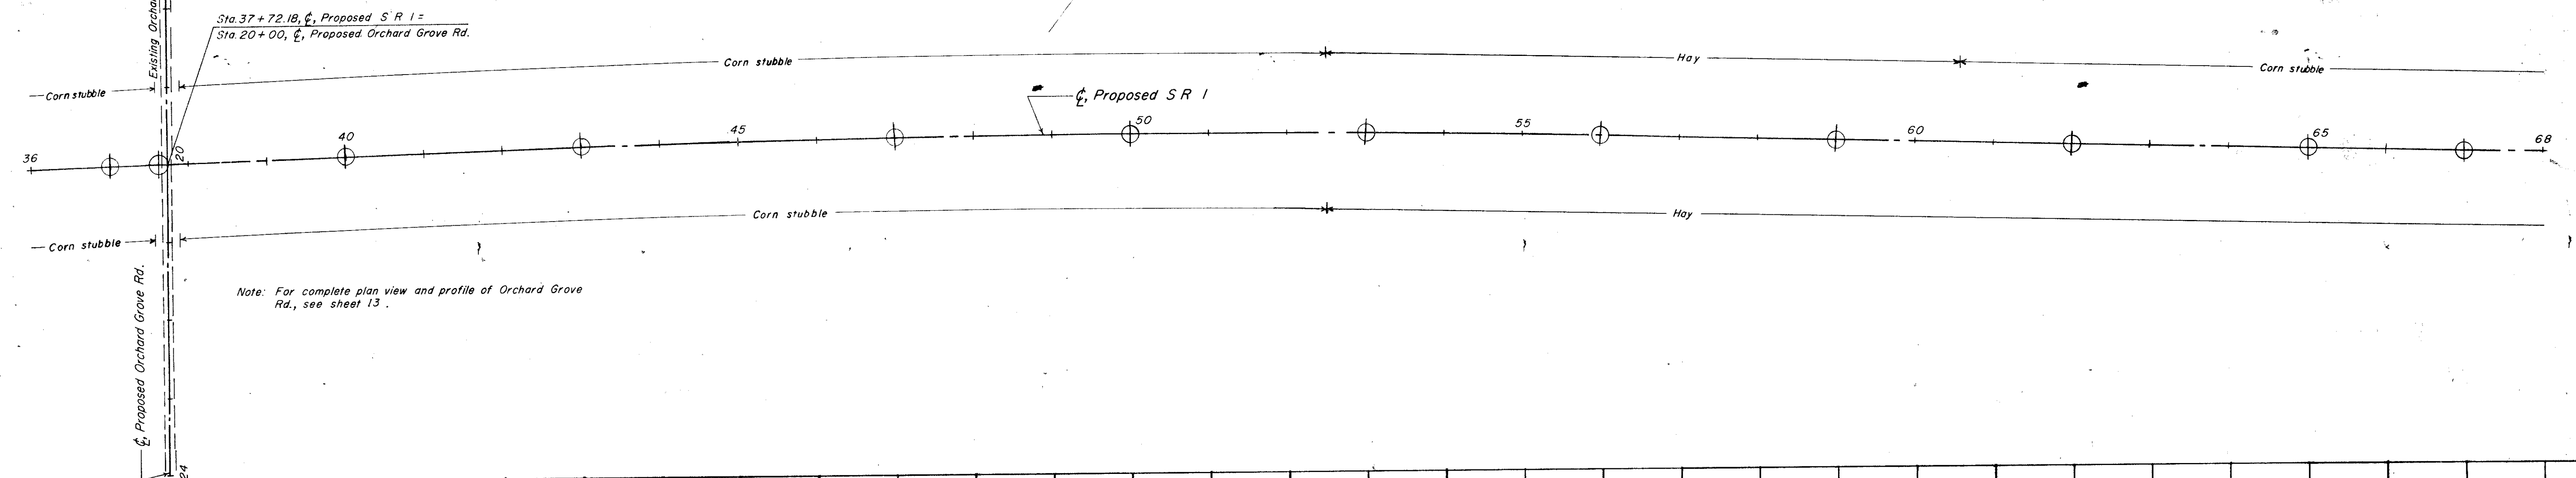 Existing Orchar
Sta. 37 + 72.18, ℄, Proposed S R 1 =
Sta. 20 + 00, ℄, Proposed Orchard Grove Rd.
Corn stubble
Hay
Corn stubble
Corn stubble
℄, Proposed S R 1
36
20
40
45
50
55
60
65
68
Corn stubble
Corn stubble
Hay
℄, Proposed Orchard Grove Rd.
Note: For complete plan view and profile of Orchard Grove
Rd., see sheet 13 .
24